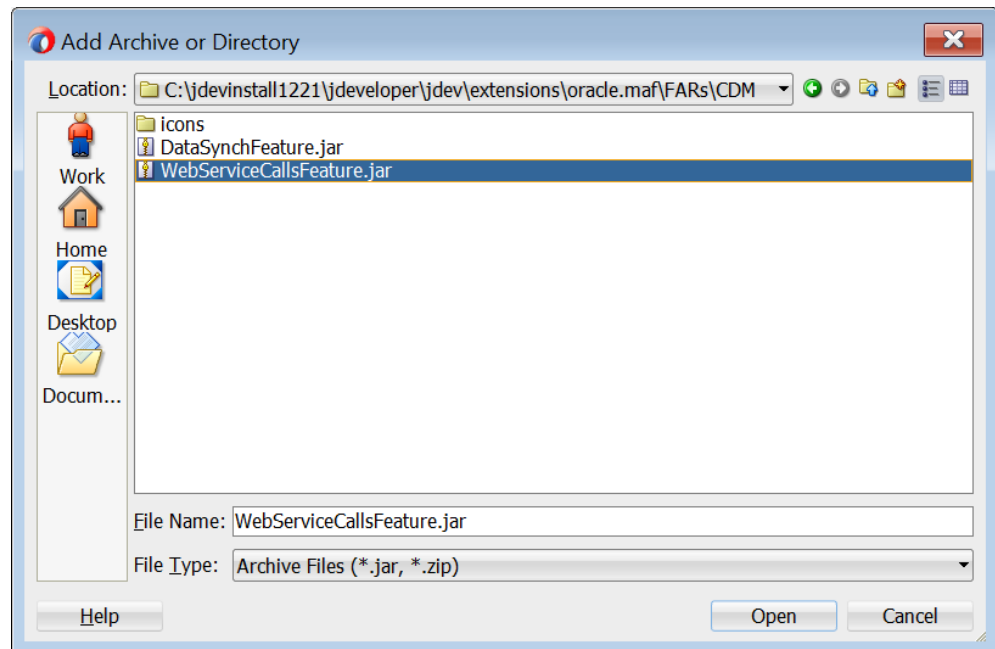 Add Archive or Directory
Location: C:\jdevinstall1221\jdeveloper\jdev\extensions\oracle.maf\FARs\CDM
Work
Home
Desktop
Docum...
icons
DataSynchFeature.jar
WebServiceCallsFeature.jar
File Name: WebServiceCallsFeature.jar
File Type: Archive Files (*.jar, *.zip)
Help Open Cancel